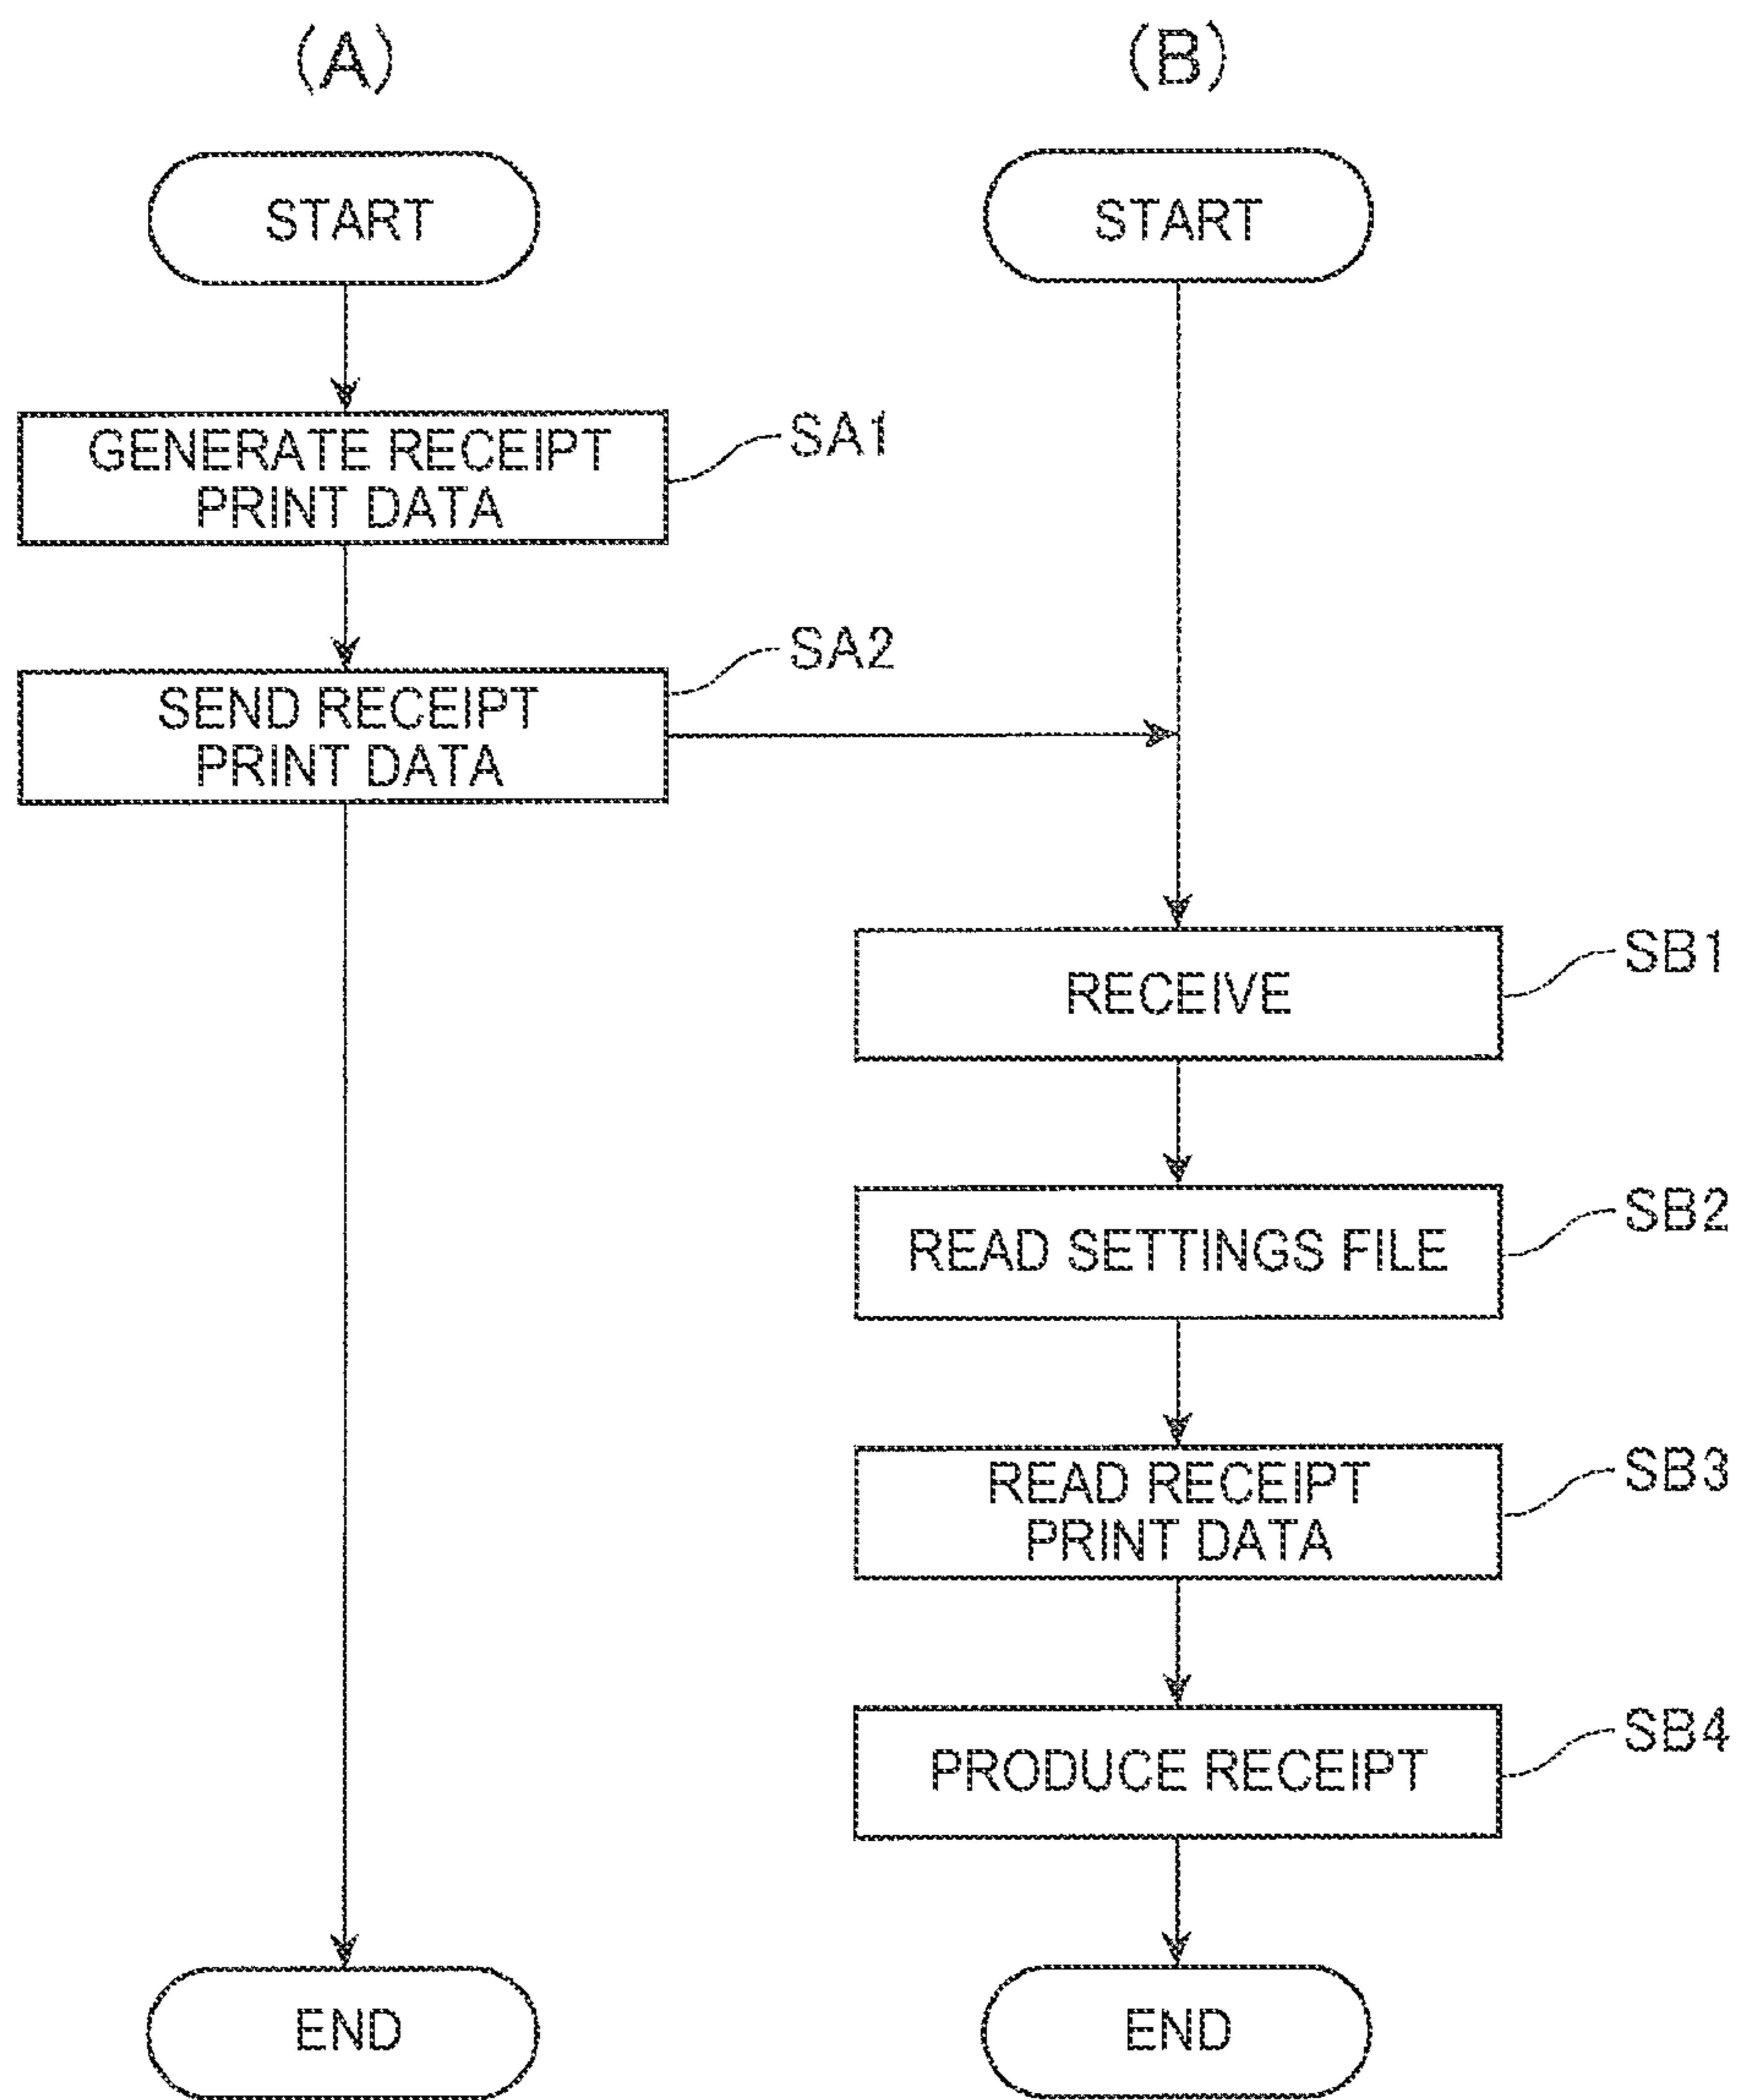 (A)
START
GENERATE RECEIPT
PRINT DATA
SA1
SEND RECEIPT
PRINT DATA
SA2
END
(B)
START
RECEIVE
SB1
READ SETTINGS FILE
SB2
READ RECEIPT
PRINT DATA
SB3
PRODUCE RECEIPT
SB4
END